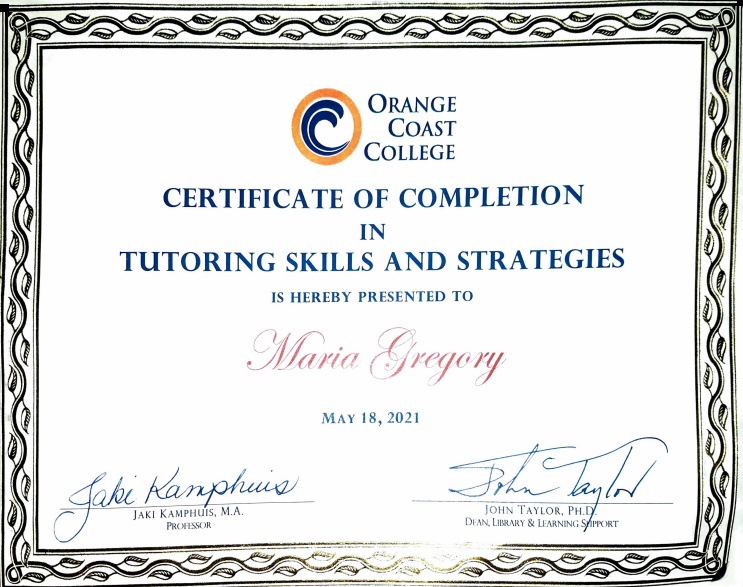 ORANGE
COAST
COLLEGE
CERTIFICATE OF COMPLETION
IN
TUTORING SKILLS AND STRATEGIES
IS HEREBY PRESENTED TO
Maria Gregory
MAY 18, 2021
Jaki Kamphuis
JAKI KAMPHUIS, M.A.
PROFESSOR
John Taylor
JOHN TAYLOR, PH.D.
DEAN, LIBRARY & LEARNING SUPPORT